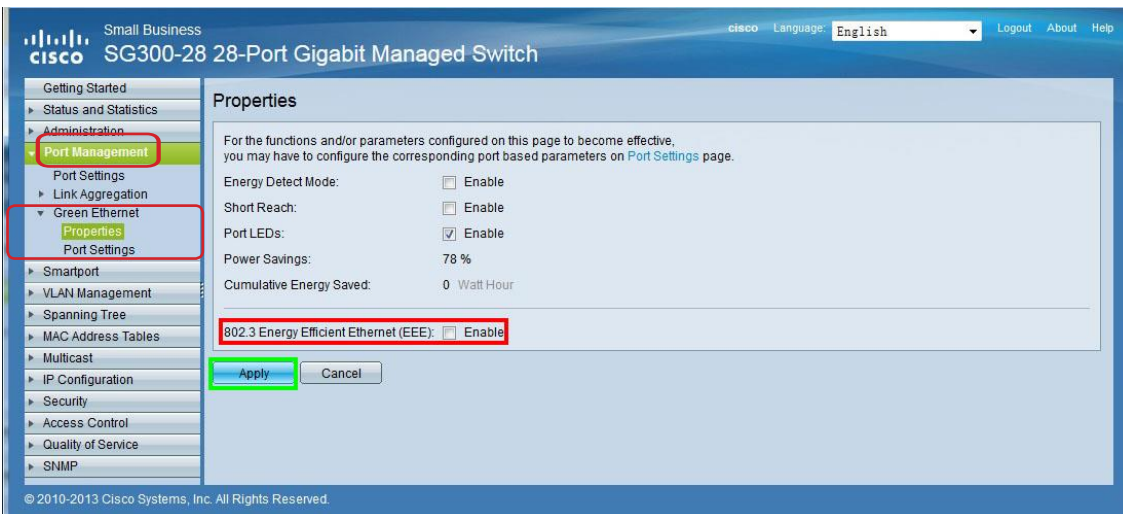 Small Business
cisco Language: English Logout About Help
CISCO SG300-28 28-Port Gigabit Managed Switch
Getting Started
Status and Statistics
Administration
Port Management
Port Settings
Link Aggregation
Green Ethernet
Properties
Port Settings
Smartport
VLAN Management
Spanning Tree
MAC Address Tables
Multicast
IP Configuration
Security
Access Control
Quality of Service
SNMP
Properties
For the functions and/or parameters configured on this page to become effective,
you may have to configure the corresponding port based parameters on Port Settings page.
Energy Detect Mode: Enable
Short Reach: Enable
Port LEDs: Enable
Power Savings: 78 %
Cumulative Energy Saved: 0 Watt Hour
802.3 Energy Efficient Ethernet (EEE): Enable
Apply Cancel
© 2010-2013 Cisco Systems, Inc. All Rights Reserved.